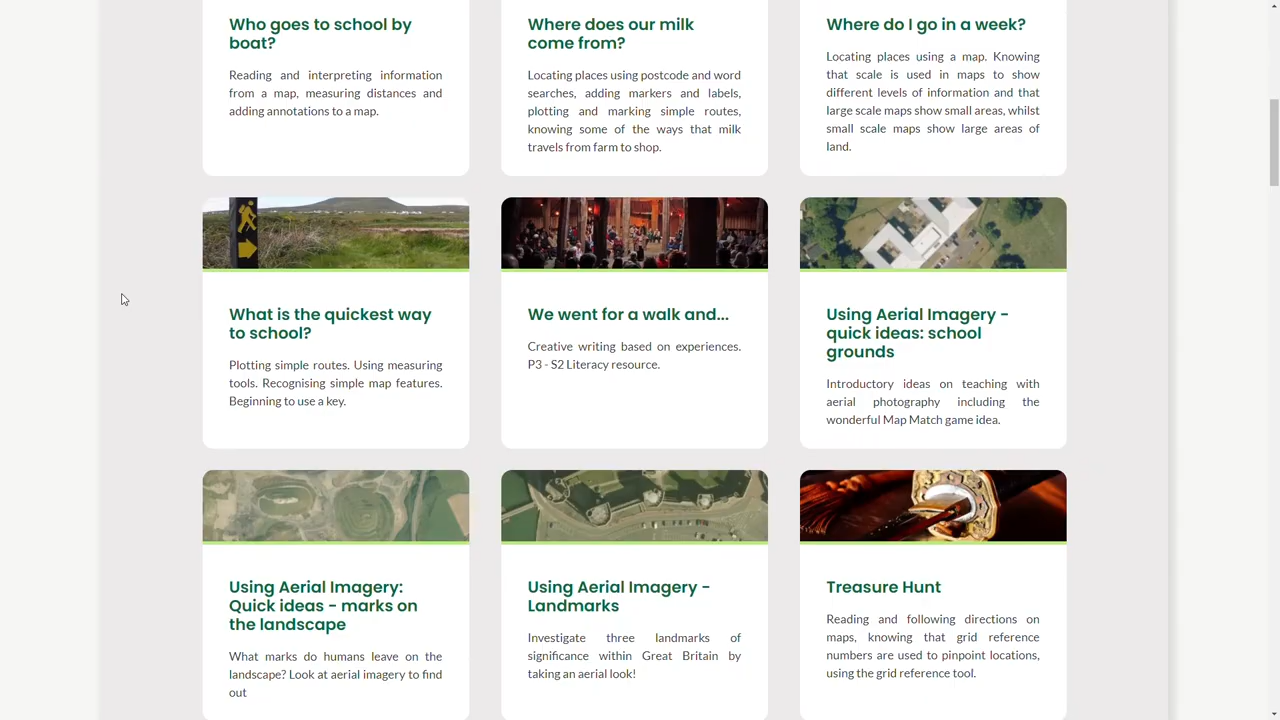 Who goes to school by
boat?
Reading and interpreting information
from a map, measuring distances and
adding annotations to a map.
Where does our milk
come from?
Locating places using postcode and word
searches, adding markers and labels,
plotting and marking simple routes,
knowing some of the ways that milk
travels from farm to shop.
Where do I go in a week?
Locating places using a map. Knowing
that scale is used in maps to show
different levels of information and that
large scale maps show small areas, whilst
small scale maps show large areas of
land.
What is the quickest way
to school?
Plotting simple routes. Using measuring
tools. Recognising simple map features.
Beginning to use a key.
We went for a walk and...
Creative writing based on experiences.
P3 - S2 Literacy resource.
Using Aerial Imagery -
quick ideas: school
grounds
Introductory ideas on teaching with
aerial photography including the
wonderful Map Match game idea.
Using Aerial Imagery:
Quick ideas - marks on
the landscape
What marks do humans leave on the
landscape? Look at aerial imagery to find
out
Using Aerial Imagery -
Landmarks
Investigate three landmarks of
significance within Great Britain by
taking an aerial look!
Treasure Hunt
Reading and following directions on
maps, knowing that grid reference
numbers are used to pinpoint locations,
using the grid reference tool.